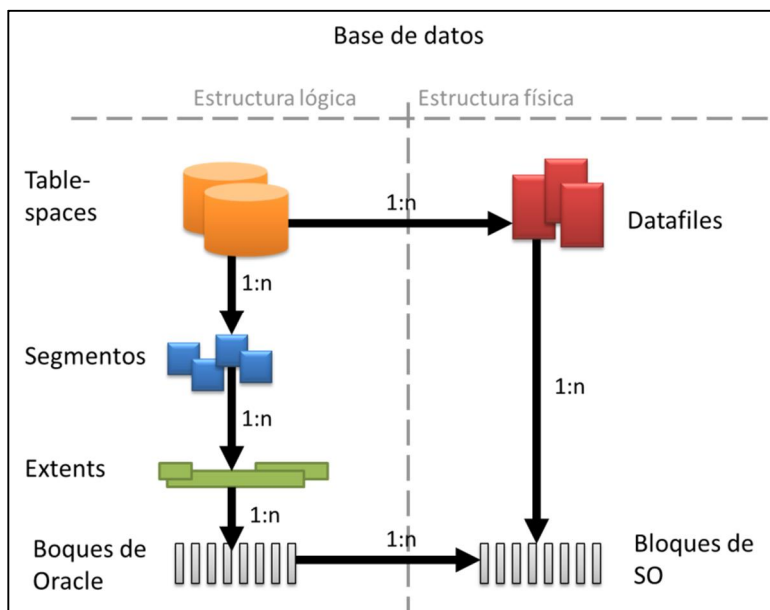 Base de datos
Estructura lógica
Estructura física
Table-
spaces
1:n
Datafiles
1:n
Segmentos
1:n
1:n
Extents
1:n
1:n
Boques de
Oracle
Bloques de
SO